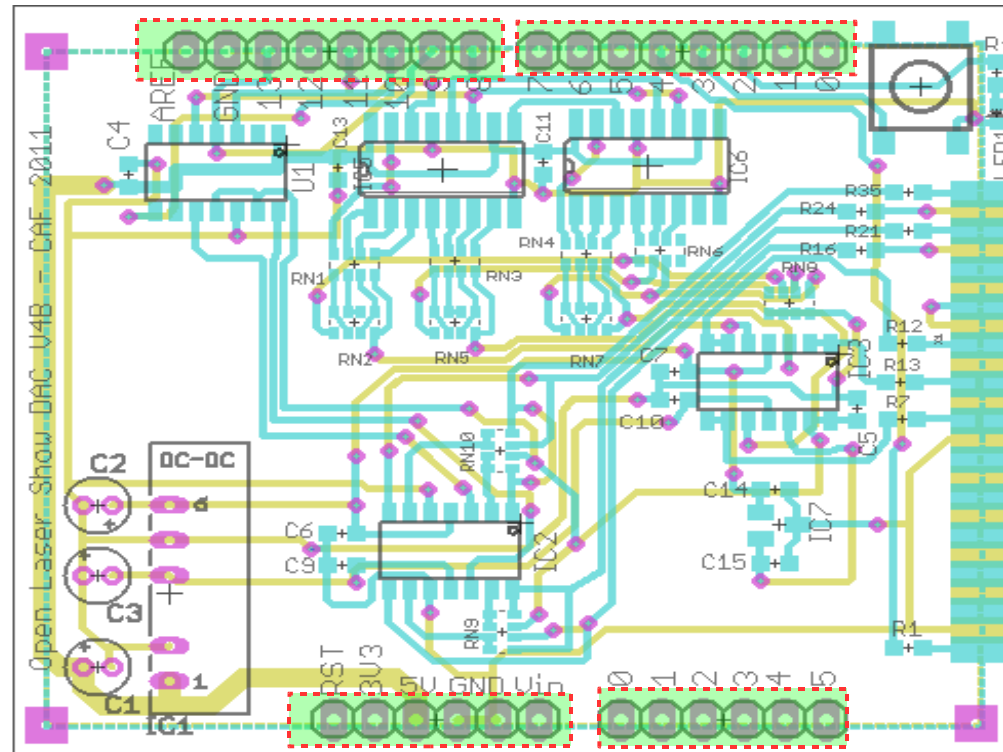 AREF
GND
13
12
11
10
9
8
7
6
5
4
3
2
1
0
C4
U1
C13
IC5
C11
IC6
LED1
Open Laser Show DAC V4B - CAF 2011
R35
R24
R21
R16
RN1
RN3
RN4
RN6
RN8
RN2
RN5
RN7
C7
IC3
R12
R13
R7
C10
C5
C2
DC-DC
6
RN10
C14
IC7
C6
C9
IC2
C15
C3
RN9
R1
C1
1
IC1
RST
3V3
5V
GND
Vin
0
1
2
3
4
5